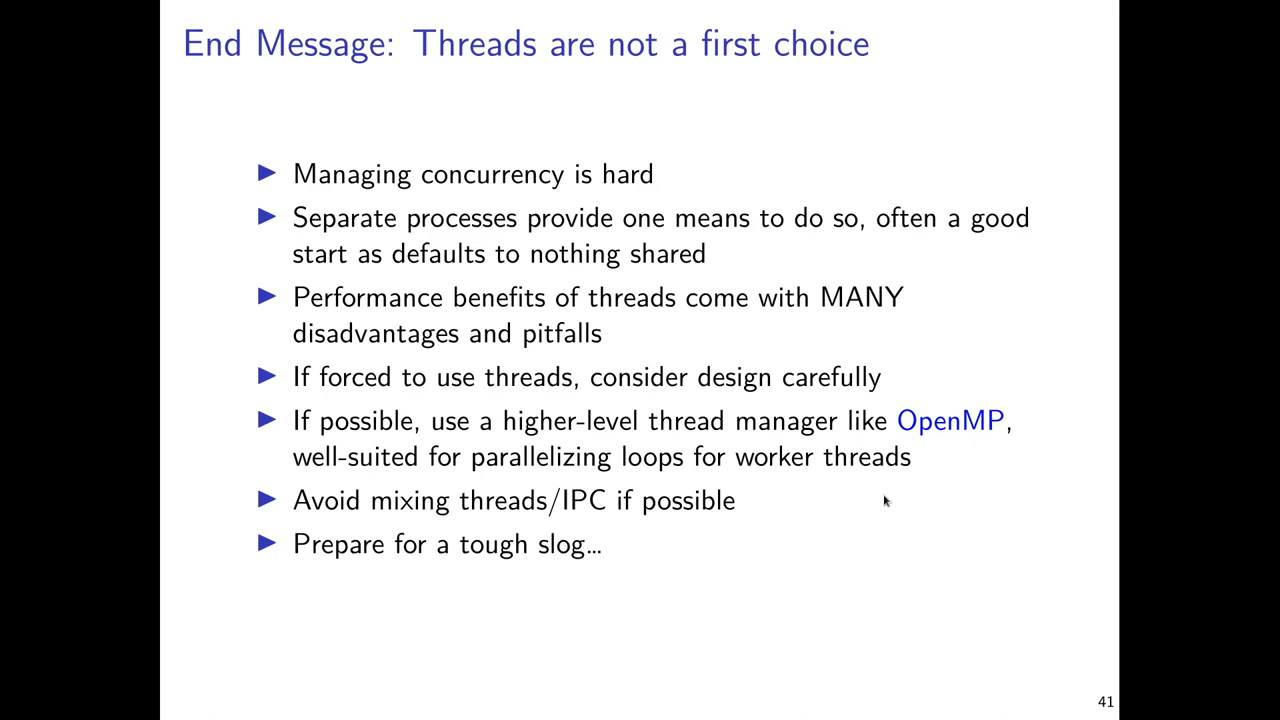 End Message: Threads are not a first choice
Managing concurrency is hard
Separate processes provide one means to do so, often a good
start as defaults to nothing shared
Performance benefits of threads come with MANY
disadvantages and pitfalls
If forced to use threads, consider design carefully
If possible, use a higher-level thread manager like OpenMP,
well-suited for parallelizing loops for worker threads
Avoid mixing threads/IPC if possible
Prepare for a tough slog…
41